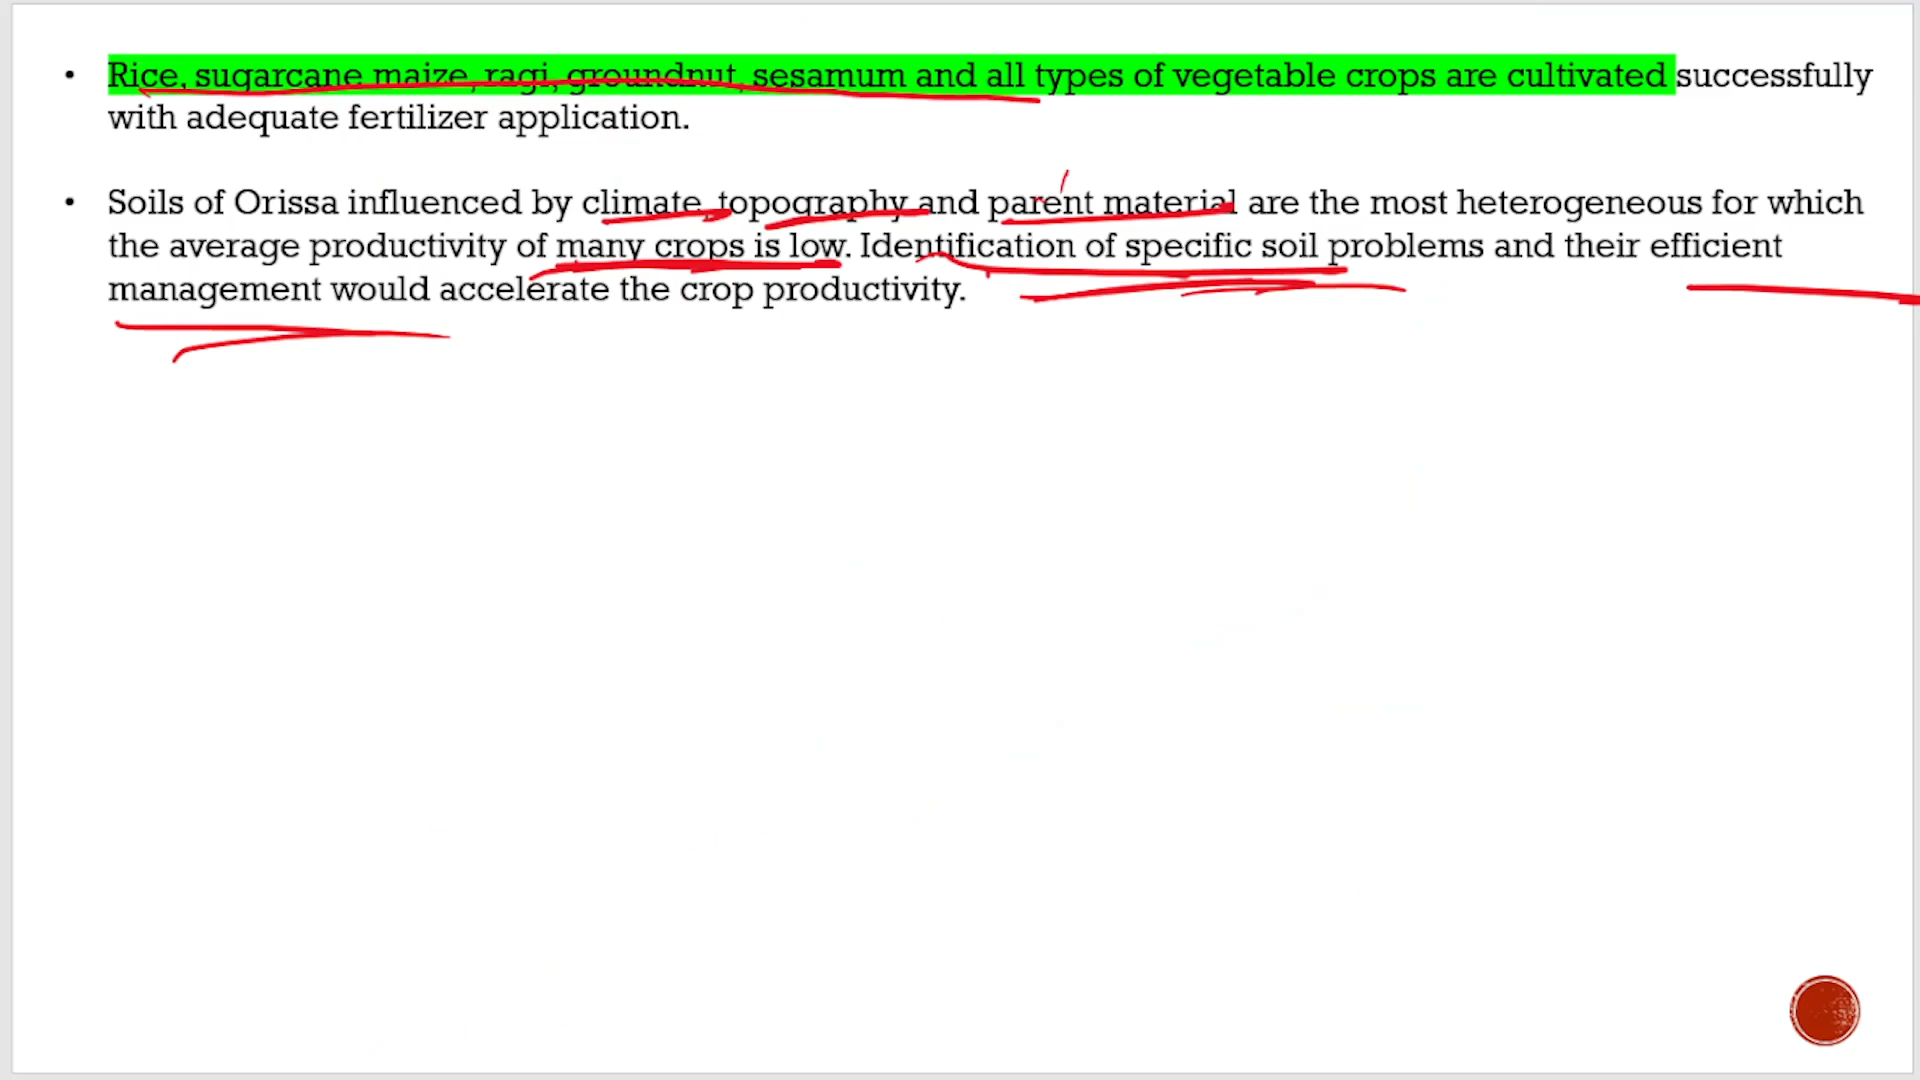 • Rice, sugarcane maize, ragi, groundnut, sesamum and all types of vegetable crops are cultivated successfully
with adequate fertilizer application.
• Soils of Orissa influenced by climate, topography and parent material are the most heterogeneous for which
the average productivity of many crops is low. Identification of specific soil problems and their efficient
management would accelerate the crop productivity.